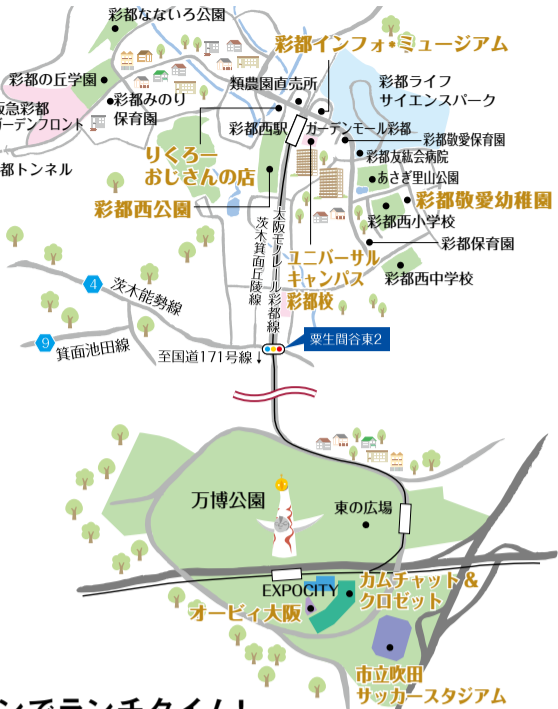 彩都なないろ公園
彩都インフォ・ミュージアム
彩都の丘学園
類農園直売所
彩都ライフ
サイエンスパーク
阪急彩都
ガーデンフロント
彩都みのり
保育園
彩都西駅
ガーデンモール彩都
彩都敬愛保育園
彩都友紘会病院
都トンネル
りくろー
おじさんの店
あさぎ里山公園
彩都西公園
彩都敬愛幼稚園
彩都西小学校
彩都保育園
ユニバーサル
キャンパス
彩都校
彩都西中学校
大阪モノレール彩都線
茨木箕面丘陵線
4
茨木能勢線
9
箕面池田線
至国道171号線↓
粟生間谷東2
万博公園
東の広場
EXPOCITY
カムチャット&
クロゼット
オービィ大阪
市立吹田
サッカースタジアム
ンでランチタイム!